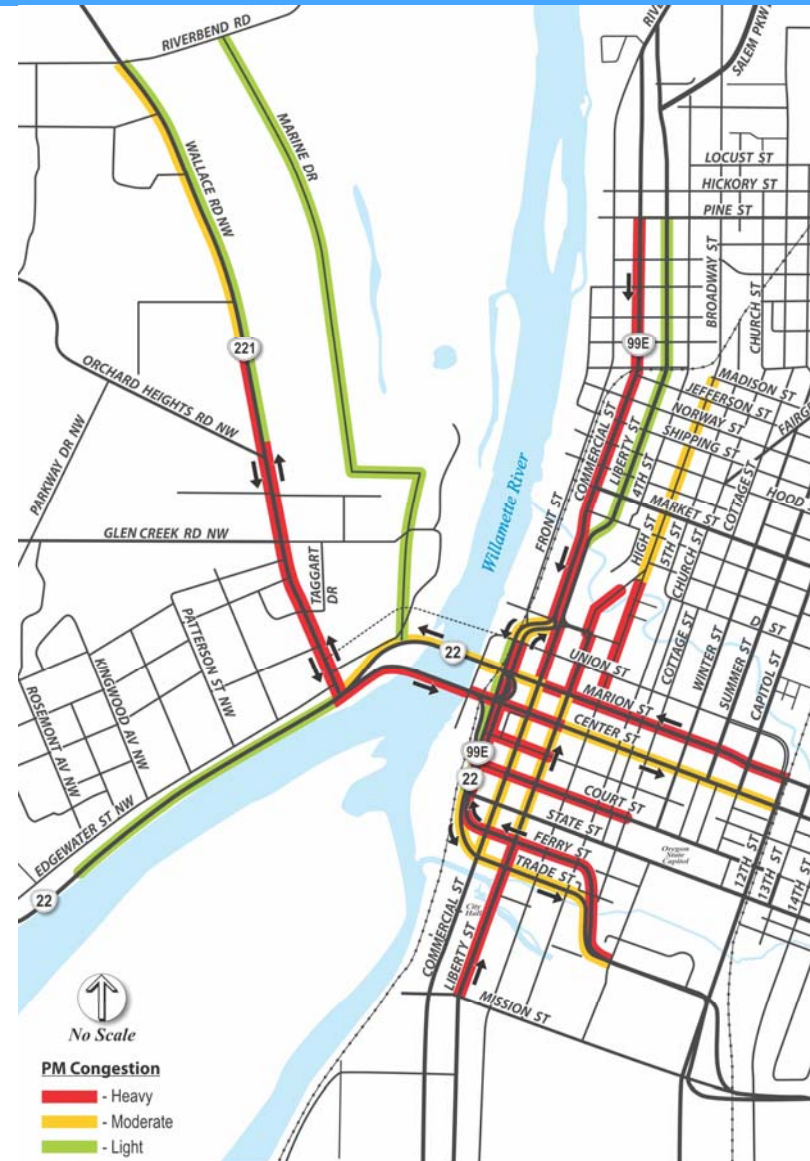 RIVERBEND RD
RIVE
SALEM PKWY
MARINE DR
WALLACE RD NW
LOCUST ST
HICKORY ST
PINE ST
BROADWAY ST
CHURCH ST
221
99E
ORCHARD HEIGHTS RD NW
MADISON ST
JEFFERSON ST
NORWAY ST
SHIPPING ST
FAIR
PARKWAY DR NW
COMMERCIAL ST
LIBERTY ST
4TH ST
COTTAGE ST
HOOD
MARKET ST
Willamette River
FRONT ST
GLEN CREEK RD NW
HIGH ST
5TH ST
CHURCH ST
TAGGART
DR
PATTERSON ST NW
D ST
COTTAGE ST
WINTER ST
SUMMER ST
CAPITOL ST
22
UNION ST
KINGWOOD AV NW
ROSEMONT AV NW
MARION ST
CENTER ST
99E
22
COURT ST
STATE ST
EDGEWATER ST NW
FERRY ST
Oregon
State
Capitol
TRADE ST
12TH ST
13TH ST
14TH ST
22
City
Hall
COMMERCIAL ST
LIBERTY ST
MISSION ST
No Scale
PM Congestion
- Heavy
- Moderate
- Light